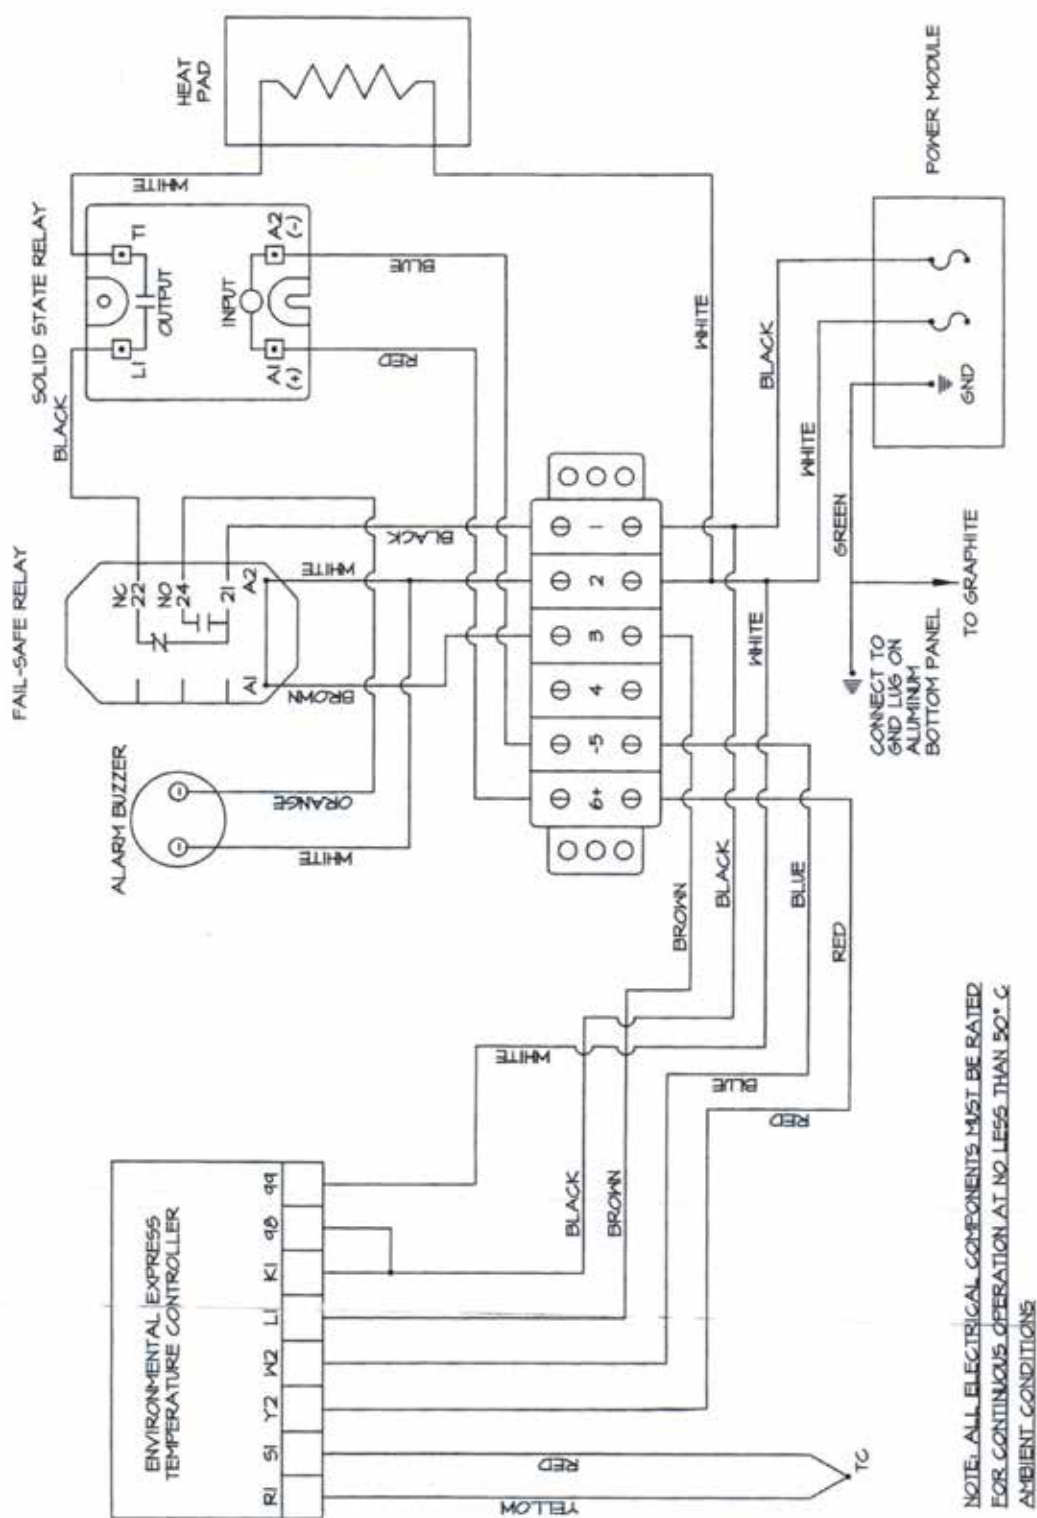 FAIL-SAFE RELAY
SOLID STATE RELAY
HEAT
PAD
POWER MODULE
ALARM BUZZER
NC
22
NO
24
21
A2
A1
BLACK
L1
T1
OUTPUT
INPUT
A1
(+)
A2
(-)
WHITE
RED
BLUE
BLACK
WHITE
BROWN
ORANGE
WHITE
1
2
3
4
-5
6+
WHITE
BLACK
WHITE
GREEN
GND
CONNECT TO
GND LUG ON
ALUMINUM
BOTTOM PANEL
TO GRAPHITE
WHITE
BROWN
BLACK
BLUE
RED
WHITE
BLUE
RED
BLACK
BROWN
ENVIRONMENTAL EXPRESS
TEMPERATURE CONTROLLER
R1
S1
Y2
W2
L1
K1
98
99
RED
YELLOW
TC
NOTE: ALL ELECTRICAL COMPONENTS MUST BE RATED
FOR CONTINUOUS OPERATION AT NO LESS THAN 50° C
AMBIENT CONDITIONS